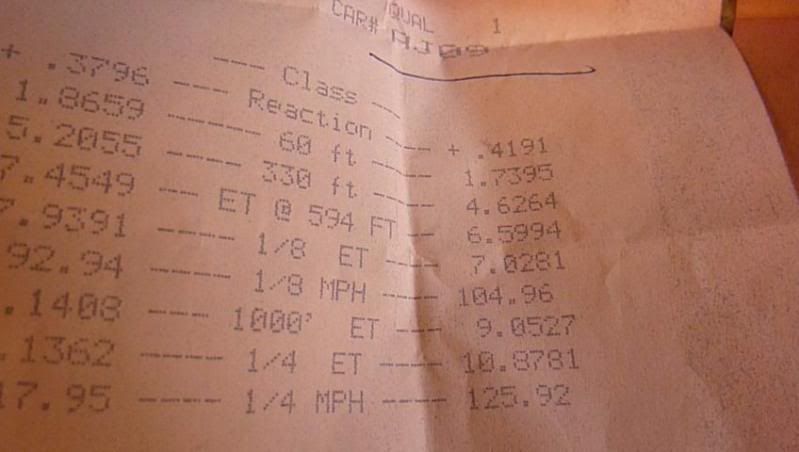 QUAL 1
CAR# AJ09
--- Class ---
+ .3796 --- Reaction --- + .4191
1.8659 ----- 60 ft --- 1.7395
5.2055 ---- 330 ft --- 4.6264
7.4549 --- ET @ 594 FT -- 6.5994
7.9391 ---- 1/8 ET ---- 7.0281
92.94 ---- 1/8 MPH ---- 104.96
.1408 --- 1000' ET --- 9.0527
.1362 ---- 1/4 ET ---- 10.8781
17.95 ----- 1/4 MPH ---- 125.92